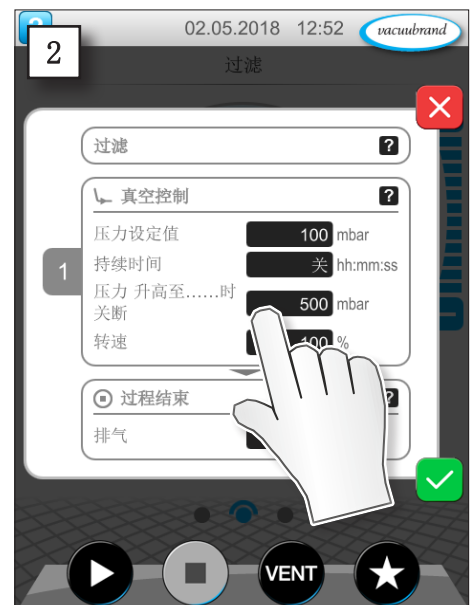 2
02.05.2018 12:52 vacuubrand
过滤
过滤 ?
真空控制 ?
压力设定值 100 mbar
1
持续时间 关 hh:mm:ss
压力 升高至……时
关断 500 mbar
转速 100 %
过程结束 ?
排气
VENT